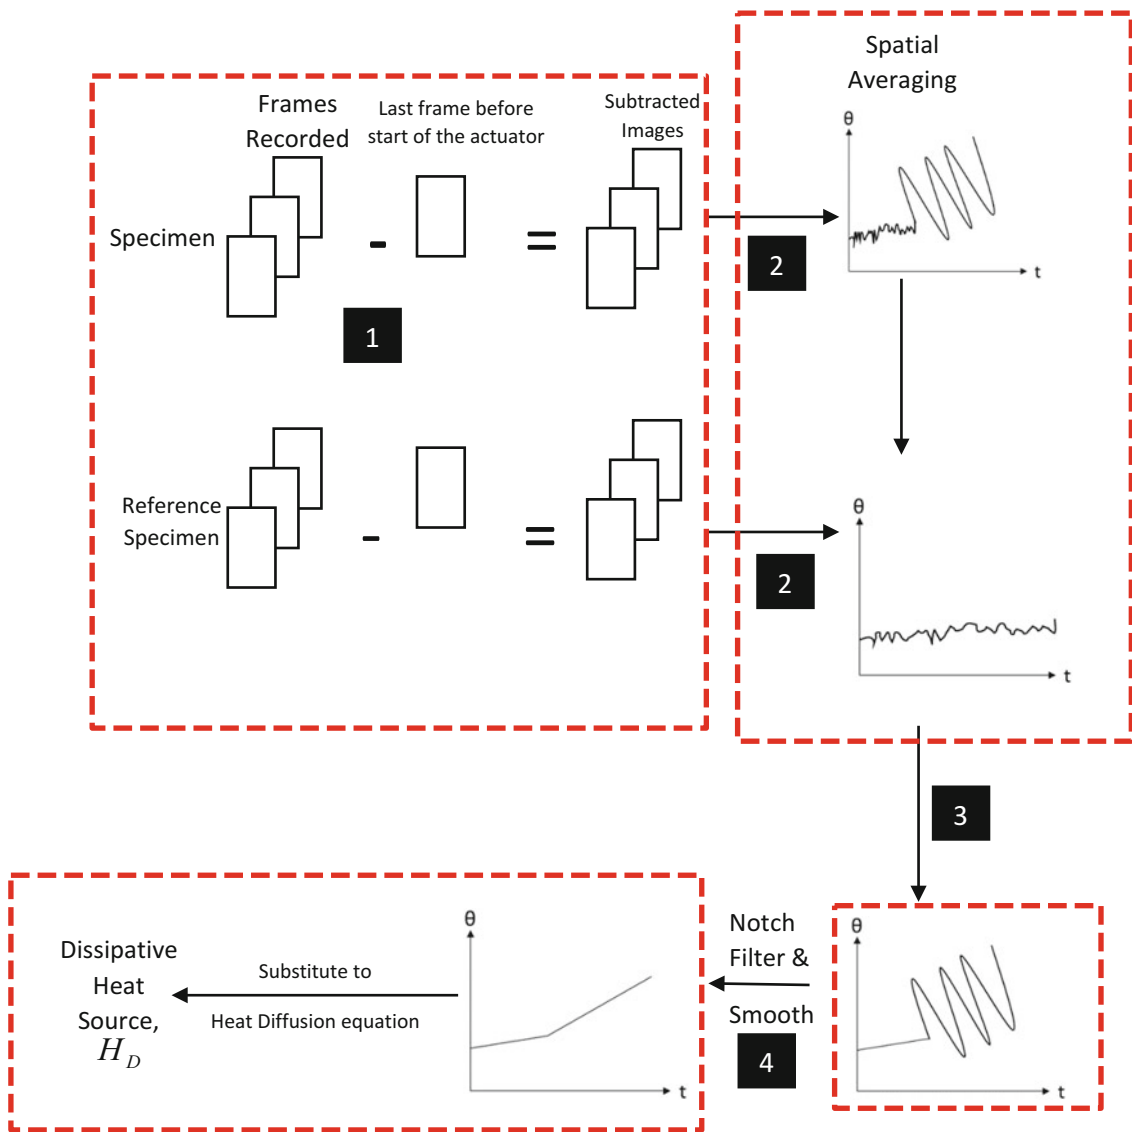 Frames
Recorded
Last frame before
start of the actuator
Subtracted
Images
Specimen
-
=
1
Reference
Specimen
-
=
2
2
Spatial
Averaging
θ
t
θ
t
3
θ
t
Notch
Filter &
Smooth
4
θ
t
Substitute to
Heat Diffusion equation
Dissipative
Heat
Source,
H_D